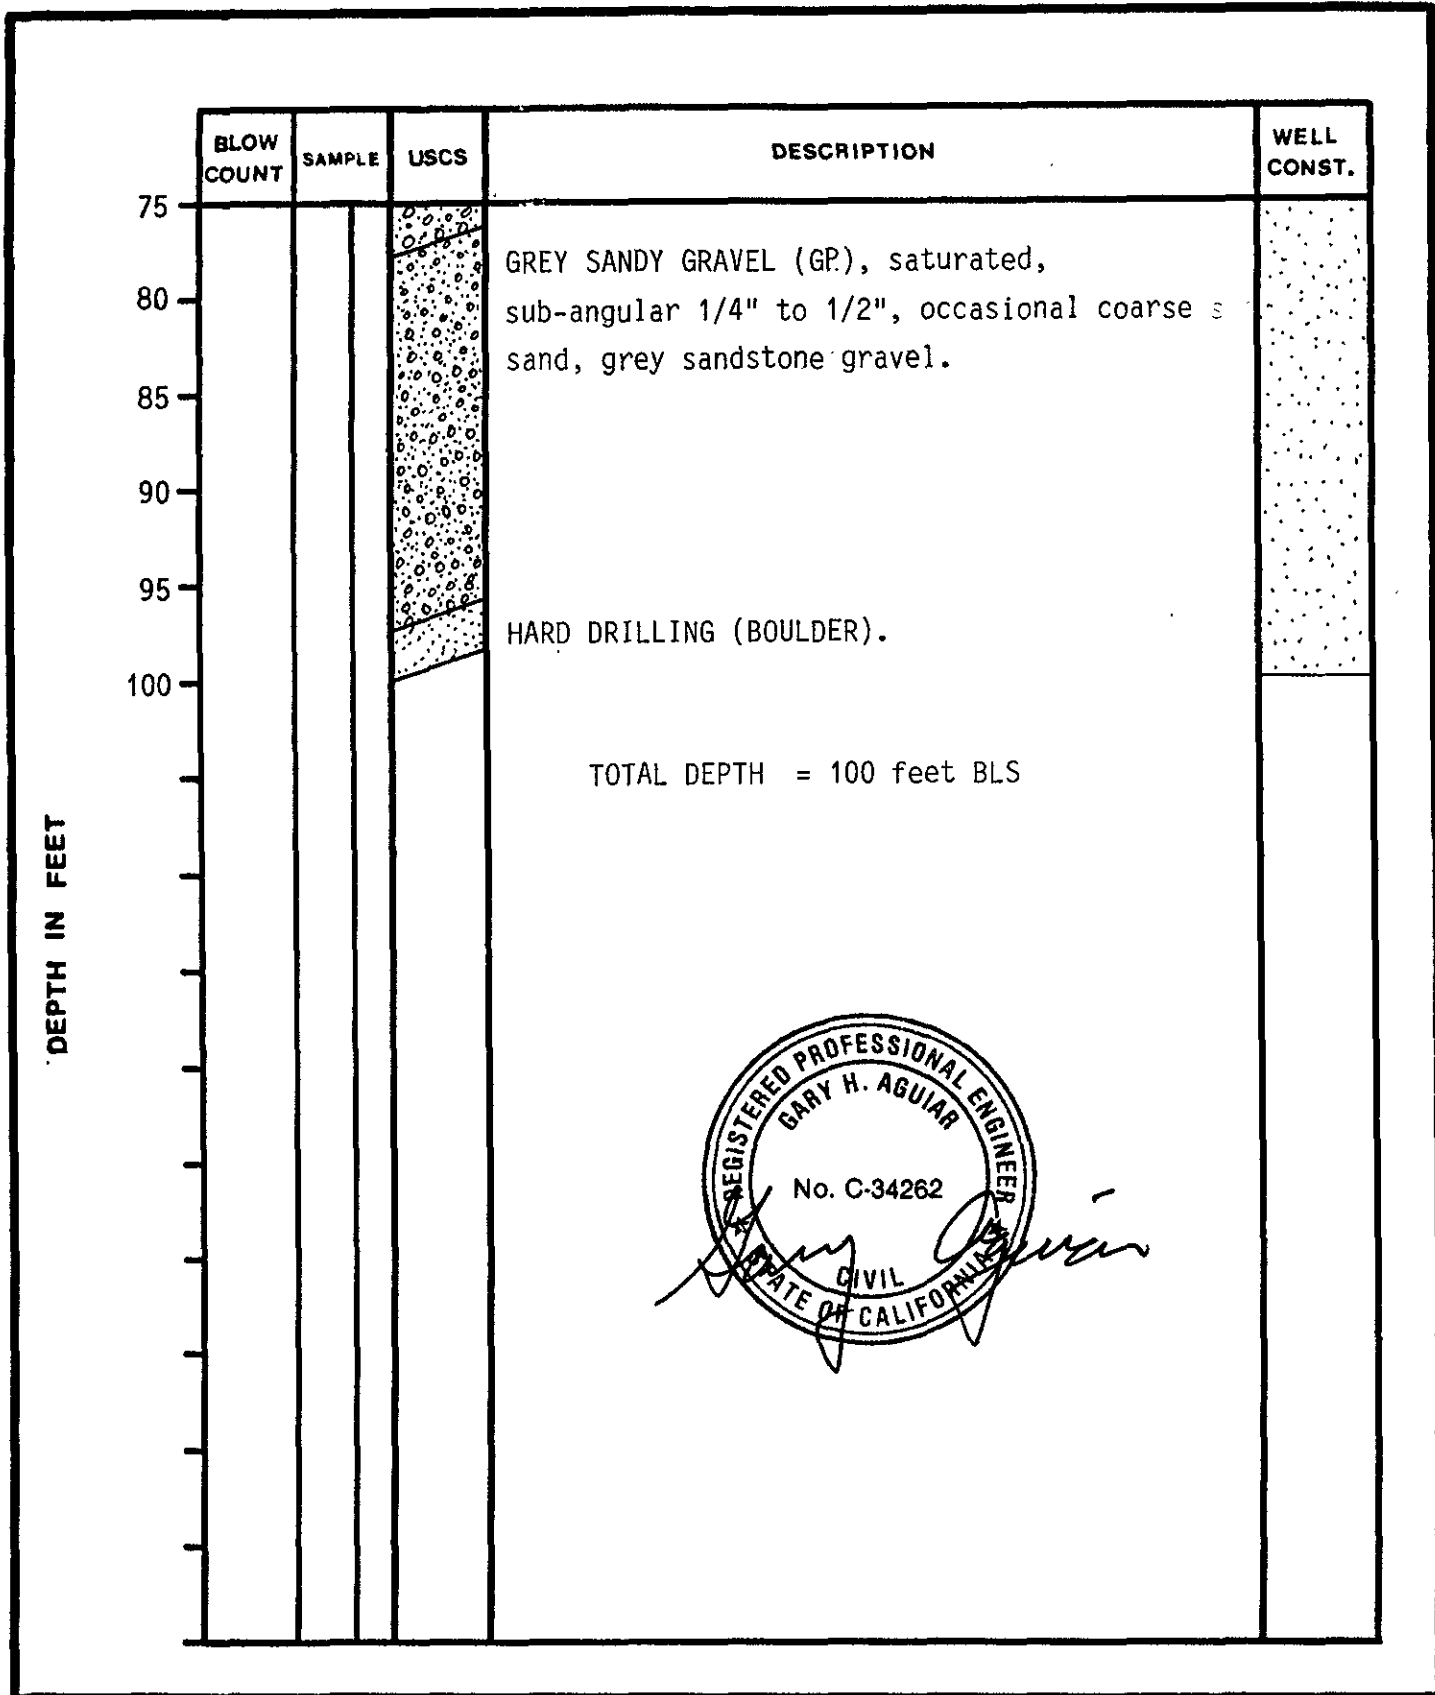 BLOW
COUNT
SAMPLE
USCS
DESCRIPTION
WELL
CONST.
75
80
85
90
95
100
DEPTH IN FEET
GREY SANDY GRAVEL (GP.), saturated,
sub-angular 1/4" to 1/2", occasional coarse s
sand, grey sandstone gravel.
HARD DRILLING (BOULDER).
TOTAL DEPTH = 100 feet BLS
REGISTERED PROFESSIONAL ENGINEER
GARY H. AGUIAR
No. C-34262
CIVIL
STATE OF CALIFORNIA
Gary Aguiar